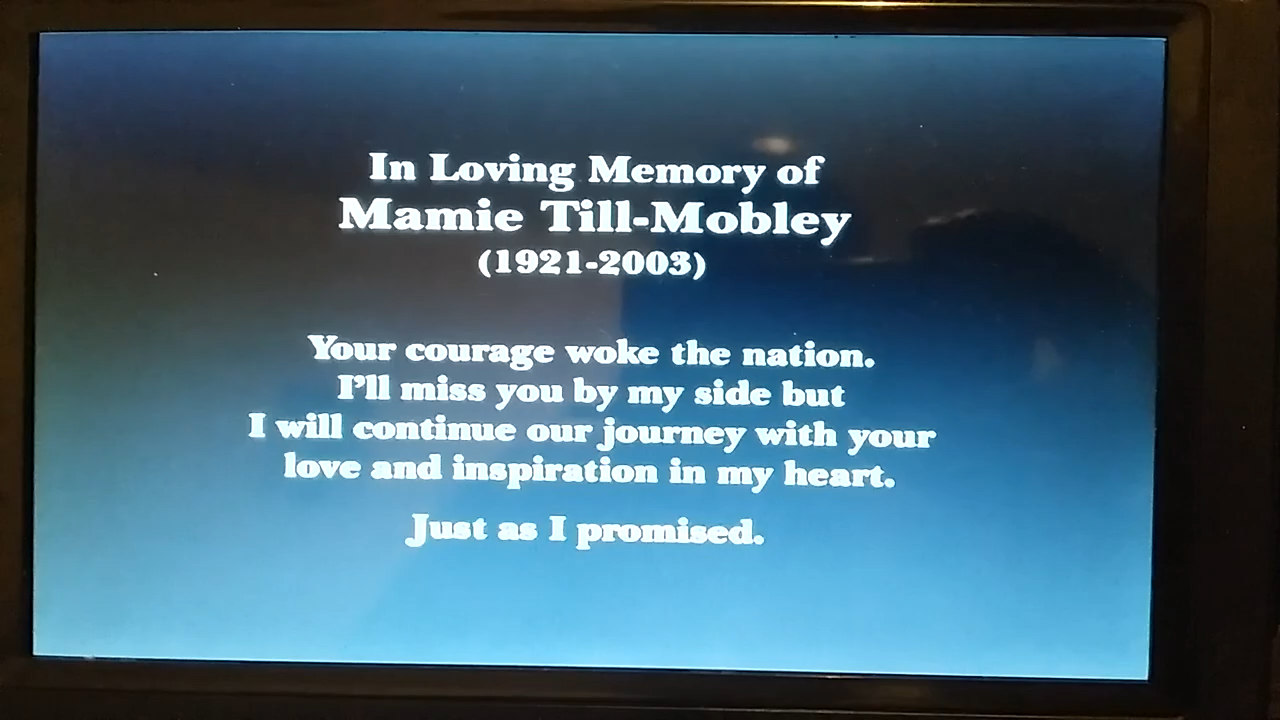 In Loving Memory of
Mamie Till-Mobley
(1921-2003)
Your courage woke the nation.
I'll miss you by my side but
I will continue our journey with your
love and inspiration in my heart.
Just as I promised.